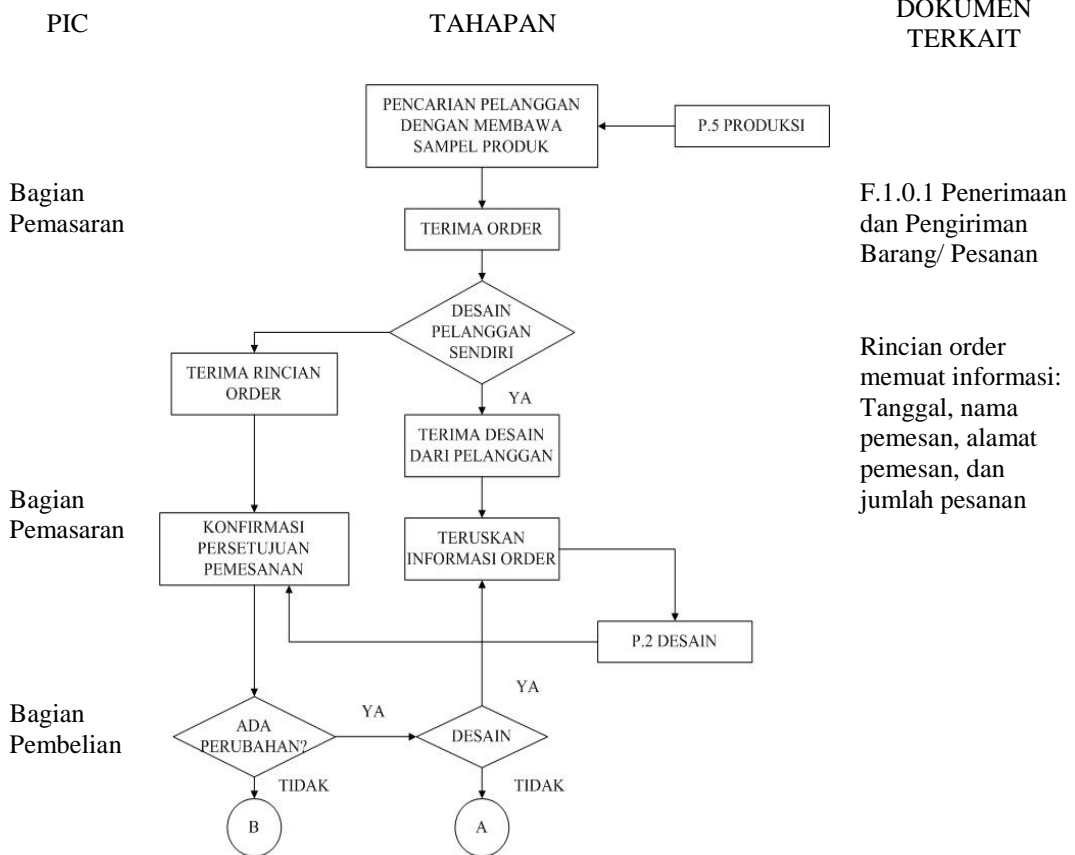 PIC
TAHAPAN
DOKUMEN
TERKAIT
PENCARIAN PELANGGAN
DENGAN MEMBAWA
SAMPEL PRODUK
P.5 PRODUKSI
Bagian
Pemasaran
TERIMA ORDER
F.1.0.1 Penerimaan
dan Pengiriman
Barang/ Pesanan
DESAIN
PELANGGAN
SENDIRI
TERIMA RINCIAN
ORDER
YA
TERIMA DESAIN
DARI PELANGGAN
Rincian order
memuat informasi:
Tanggal, nama
pemesan, alamat
pemesan, dan
jumlah pesanan
Bagian
Pemasaran
KONFIRMASI
PERSETUJUAN
PEMESANAN
TERUSKAN
INFORMASI ORDER
P.2 DESAIN
YA
Bagian
Pembelian
ADA
PERUBAHAN?
YA
DESAIN
TIDAK
TIDAK
B
A